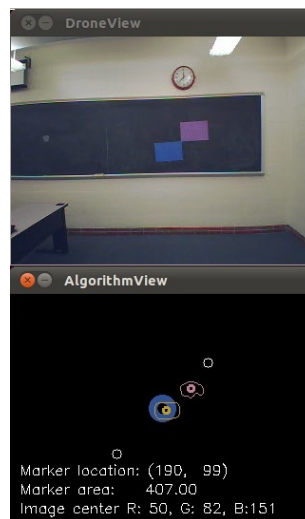 DroneView
AlgorithmView
Marker location: (190, 99)
Marker area: 407.00
Image center R: 50, G: 82, B:151